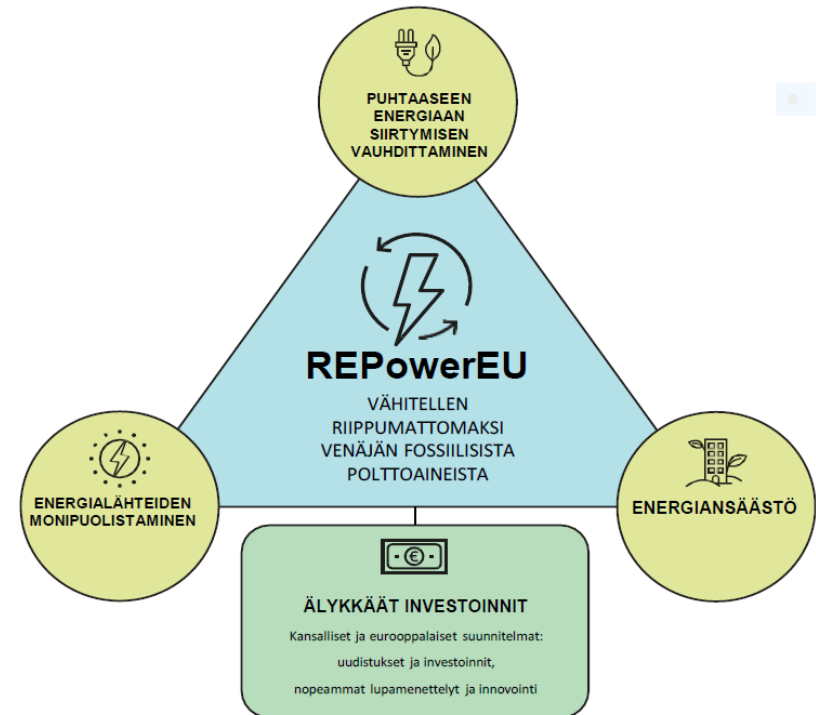 PUHTAASEEN
ENERGIAAN
SIIRTYMISEN
VAUHDITTAMINEN
REPowerEU
VÄHITELLEN
RIIPPUMATTOMAKSI
VENÄJÄN FOSSIILISISTA
POLTTOAINEISTA
ENERGIALÄHTEIDEN
MONIPUOLISTAMINEN
ENERGIANSÄÄSTÖ
€
ÄLYKKÄÄT INVESTOINNIT
Kansalliset ja eurooppalaiset suunnitelmat:
uudistukset ja investoinnit,
nopeammat lupamenettelyt ja innovointi